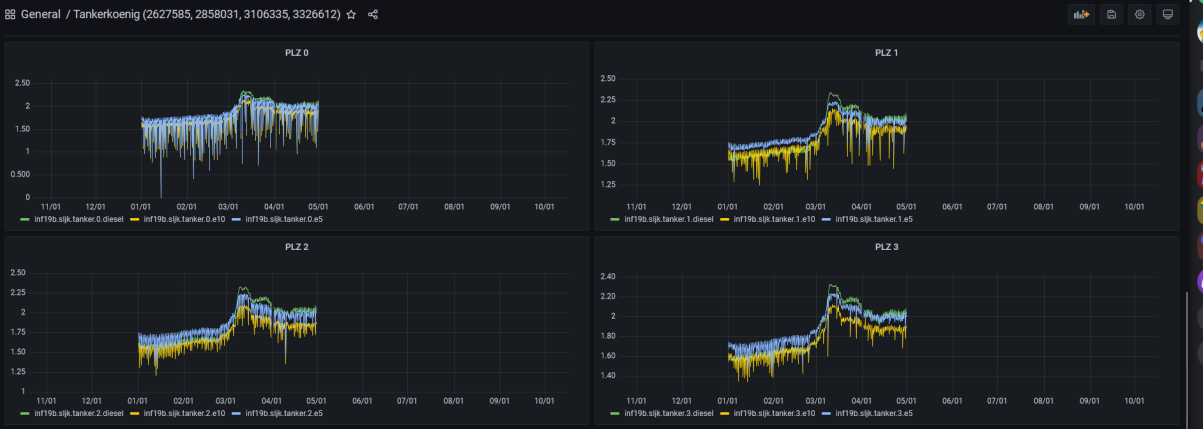 General / Tankerkoenig (2627585, 2858031, 3106335, 3326612)
PLZ 0
2.50
2
1.50
1
0.500
0
11/01 12/01 01/01 02/01 03/01 04/01 05/01 06/01 07/01 08/01 09/01 10/01
inf19b.sljk.tanker.0.diesel inf19b.sljk.tanker.0.e10 inf19b.sljk.tanker.0.e5
PLZ 1
2.50
2.25
2
1.75
1.50
1.25
11/01 12/01 01/01 02/01 03/01 04/01 05/01 06/01 07/01 08/01 09/01 10/01
inf19b.sljk.tanker.1.diesel inf19b.sljk.tanker.1.e10 inf19b.sljk.tanker.1.e5
PLZ 2
2.50
2.25
2
1.75
1.50
1.25
1
11/01 12/01 01/01 02/01 03/01 04/01 05/01 06/01 07/01 08/01 09/01 10/01
inf19b.sljk.tanker.2.diesel inf19b.sljk.tanker.2.e10 inf19b.sljk.tanker.2.e5
PLZ 3
2.40
2.20
2
1.80
1.60
1.40
11/01 12/01 01/01 02/01 03/01 04/01 05/01 06/01 07/01 08/01 09/01 10/01
inf19b.sljk.tanker.3.diesel inf19b.sljk.tanker.3.e10 inf19b.sljk.tanker.3.e5